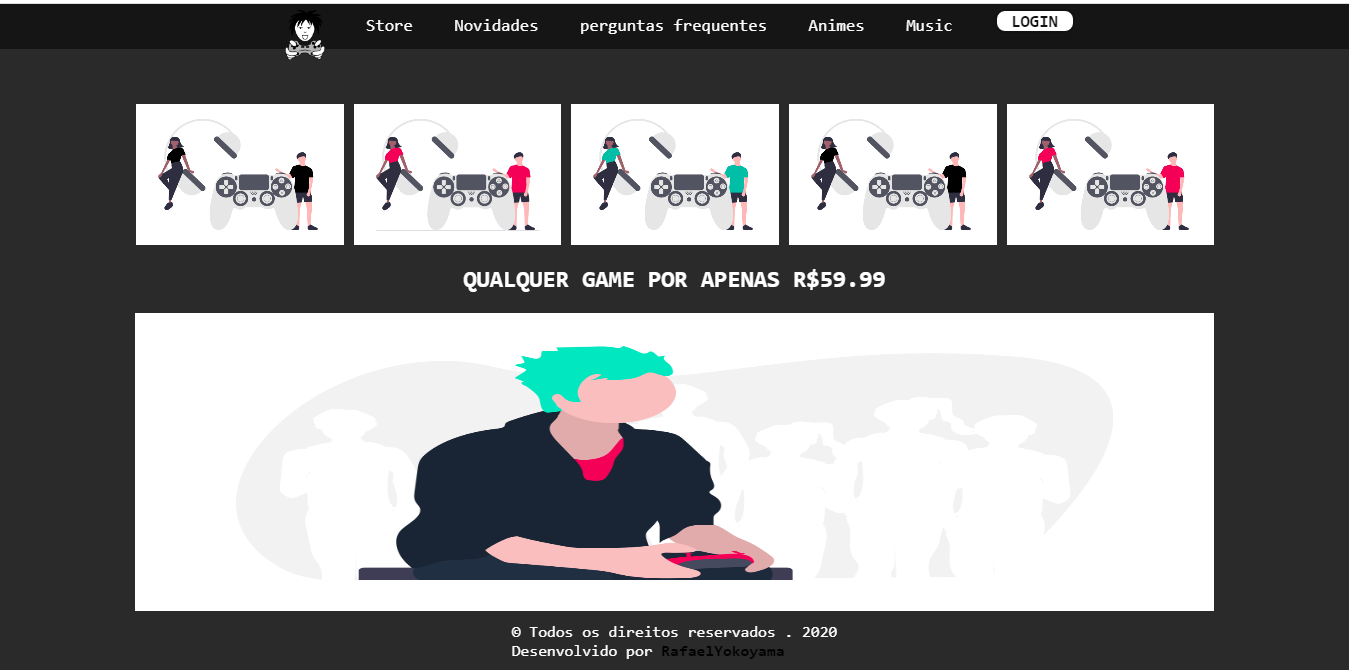 Store Novidades perguntas frequentes Animes Music LOGIN
QUALQUER GAME POR APENAS R$59.99
© Todos os direitos reservados . 2020
Desenvolvido por RafaelYokoyama